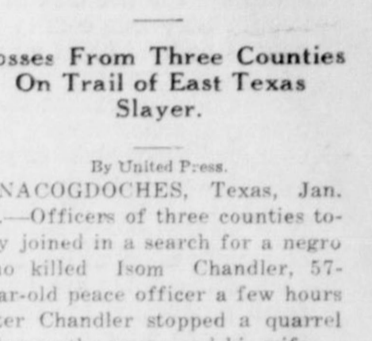 osses From Three Counties
On Trail of East Texas
Slayer.
By United Press.
NACOGDOCHES, Texas, Jan.
.—Officers of three counties to-
y joined in a search for a negro
o killed Isom Chandler, 57-
ar-old peace officer a few hours
er Chandler stopped a quarrel